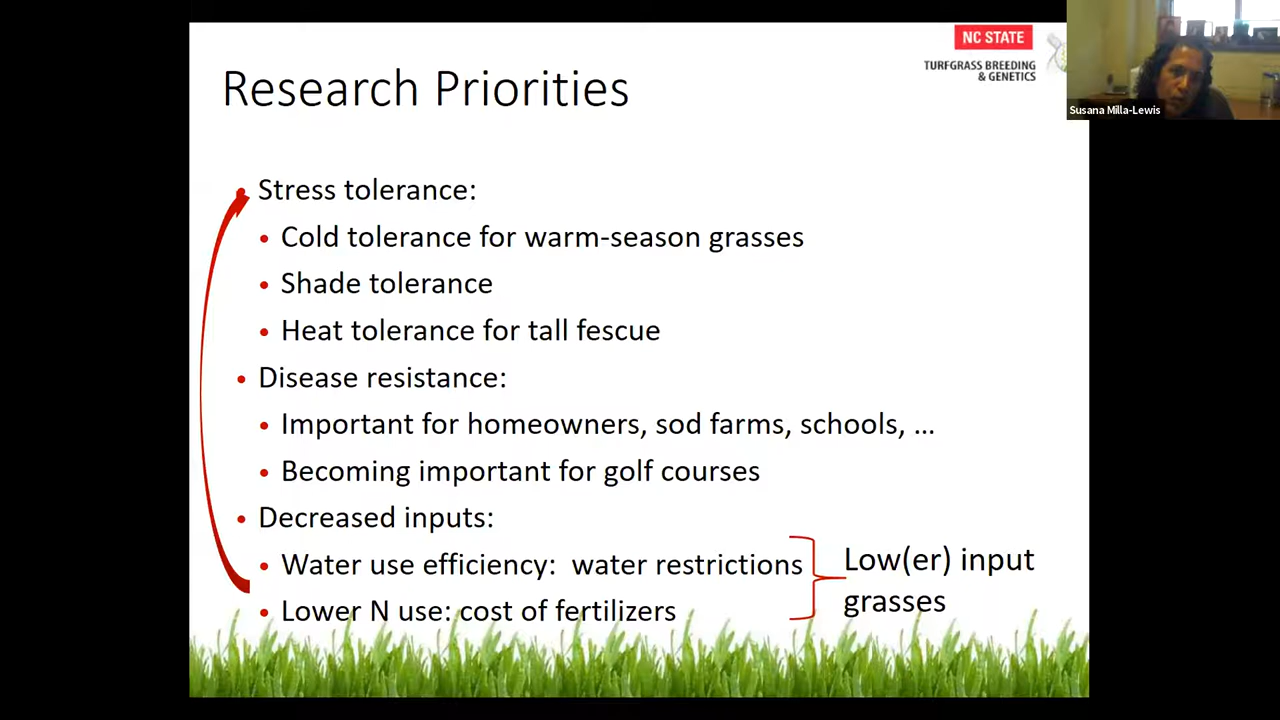 NC STATE
TURFGRASS BREEDING
& GENETICS
Susana Milla-Lewis
Research Priorities
• Stress tolerance:
• Cold tolerance for warm-season grasses
• Shade tolerance
• Heat tolerance for tall fescue
• Disease resistance:
• Important for homeowners, sod farms, schools, ...
• Becoming important for golf courses
• Decreased inputs:
• Water use efficiency: water restrictions
• Lower N use: cost of fertilizers
Low(er) input
grasses